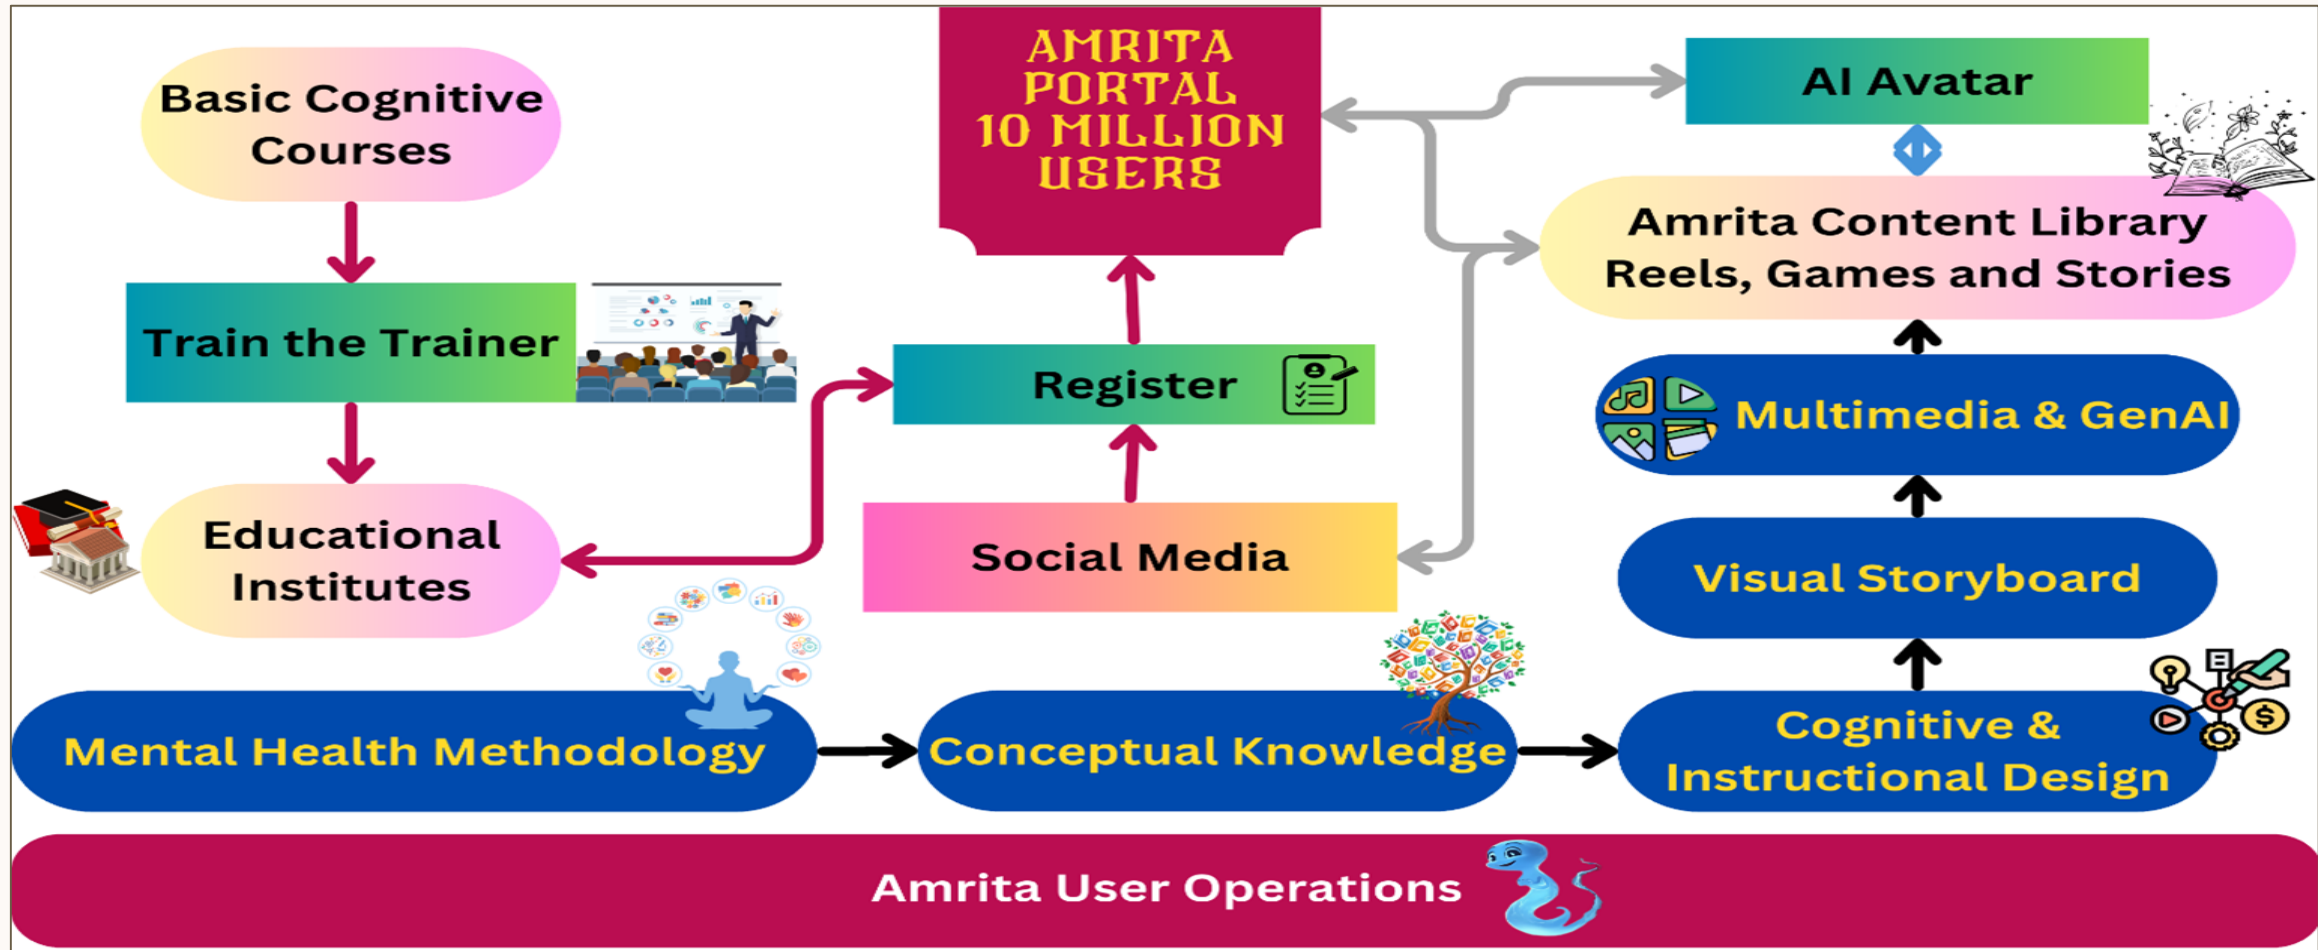 Basic Cognitive
Courses
Train the Trainer
Educational
Institutes
AMRITA
PORTAL
10 MILLION
USERS
Register
Social Media
AI Avatar
Amrita Content Library
Reels, Games and Stories
Multimedia & GenAI
Visual Storyboard
Cognitive &
Instructional Design
Mental Health Methodology
Conceptual Knowledge
Amrita User Operations